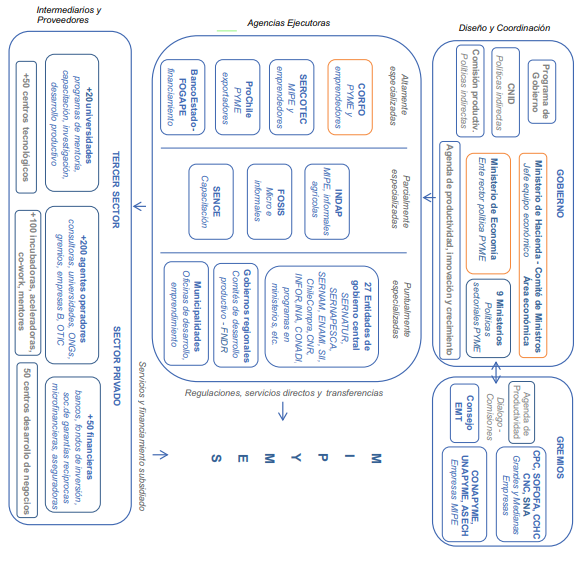 Intermediarios y
Proveedores
Agencias Ejecutoras
Diseño y Coordinación
+50 centros tecnológicos
+20universidades
programas de mentoría,
capacitación, investigación,
desarrollo productivo
TERCER SECTOR
+100 incubadoras, aceleradoras,
co-work, mentores
+200 agentes operadores
consultoras, universidades, ONGs,
gremios, empresas B, OTIC
SECTOR PRIVADO
50 centros desarrollo de negocios
+50 financieras
bancos, fondos de inversión,
soc de garantías reciprocas
microfinancieras, aseguradoras
Servicios y financiamiento subsidiado
BancoEstado-
FOGAPE
financiamiento
ProChile
PYME
exportadores
SERCOTEC
MIPE y
emprendedores
CORFO
PYME y
emprendedores
Altamente
especializadas
SENCE
Capacitación
FOSIS
Micro e
informales
INDAP
MIPE, informales
agrícolas
Parcialmente
especializadas
Municipalidades
Oficinas de desarrollo,
emprendimiento
Gobiernos regionales
Comités de desarrollo
productivo - FNDR
27 Entidades de
gobierno central
SERNATUR,
SERNAPESCA,
SERNAM, ENAMI, SII,
ChileCompra, CNR,
INFOR, INA, CONADI,
programas en
ministerios, etc.
Puntualmente
especializadas
Regulaciones, servicios directos y transferencias
S E M Y P I M
Comisión productiv.
Políticas indirectas
CNID
Políticas indirectas
Programa de
Gobierno
GOBIERNO
Agenda de productividad, innovación y crecimiento
Ministerio de Economía
Ente rector política PYME
Ministerio de Hacienda - Comité de Ministros
Área económica
Jefe equipo económico
9 Ministerios
Políticas
sectoriales PYME
GREMIOS
Consejo
EMT
Dialogo -
Comisiones
Agenda de
Productividad
CONAPYME,
UNAPYME, ASECH
Empresas MIPE
CPC, SOFOFA, CCHC
CNC, SNA
Grandes y Medianas
Empresas